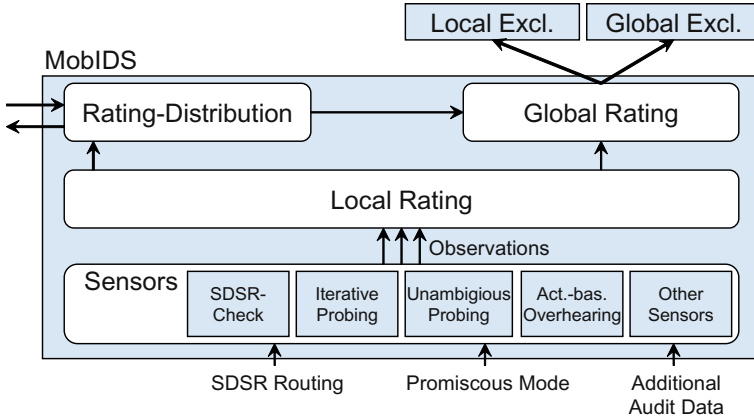 Local Excl.
Global Excl.
MobIDS
Rating-Distribution
Global Rating
Local Rating
Observations
Sensors
SDSR-
Check
Iterative
Probing
Unambigious
Probing
Act.-bas.
Overhearing
Other
Sensors
SDSR Routing
Promiscous Mode
Additional
Audit Data